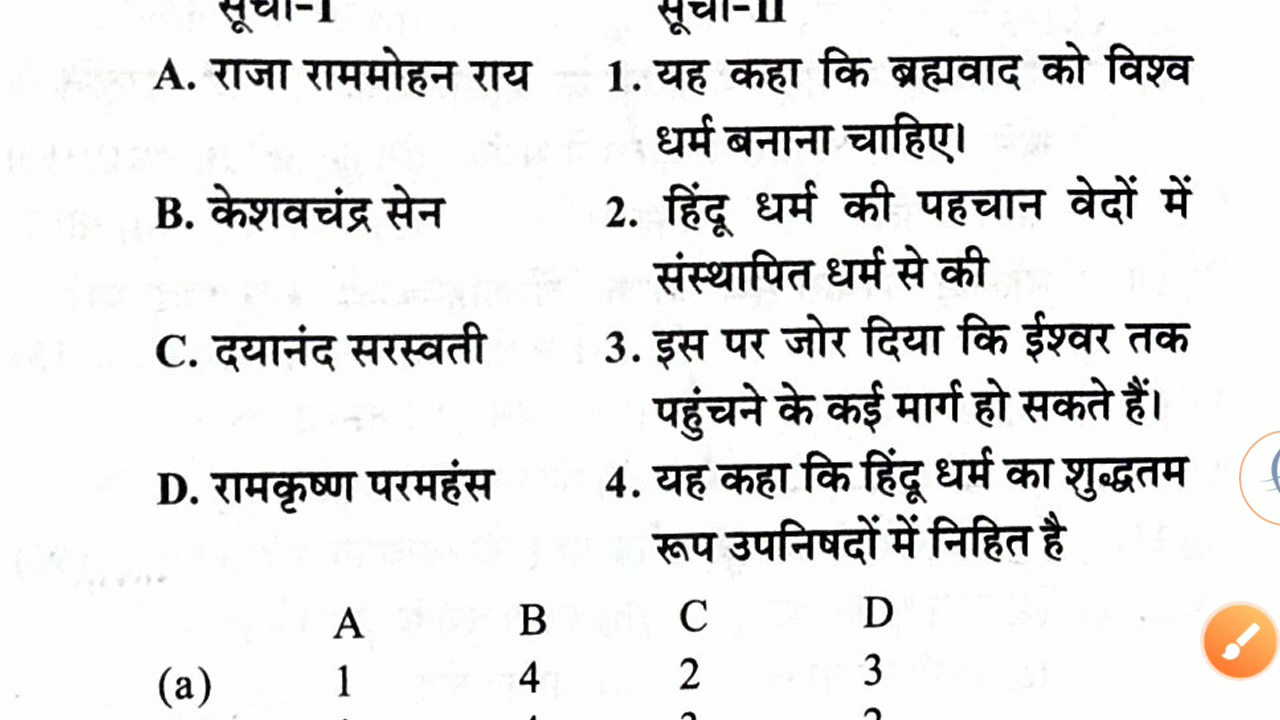 सूची-I सूची-II
A. राजा राममोहन राय 1. यह कहा कि ब्रह्मवाद को विश्व
धर्म बनाना चाहिए।
B. केशवचंद्र सेन 2. हिंदू धर्म की पहचान वेदों में
संस्थापित धर्म से की
C. दयानंद सरस्वती 3. इस पर जोर दिया कि ईश्वर तक
पहुंचने के कई मार्ग हो सकते हैं।
D. रामकृष्ण परमहंस 4. यह कहा कि हिंदू धर्म का शुद्धतम
रूप उपनिषदों में निहित है
A B C D
(a) 1 4 2 3